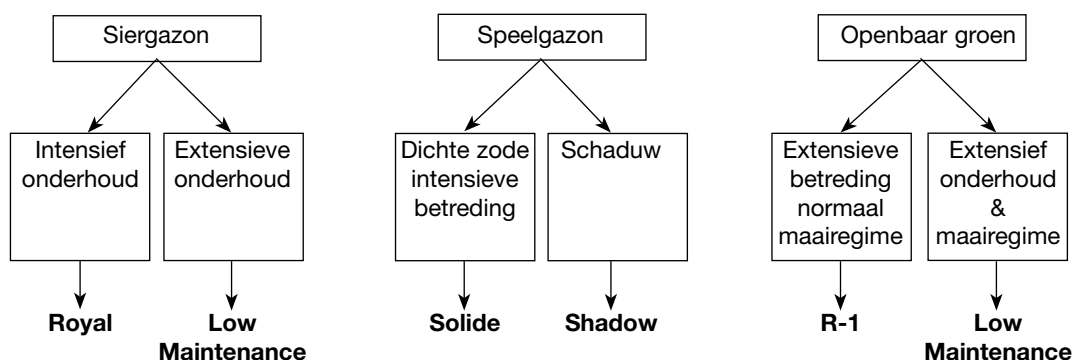 Siergazon
Intensief
onderhoud
Extensieve
onderhoud
Royal
Low
Maintenance
Speelgazon
Dichte zode
intensieve
betreding
Schaduw
Solide
Shadow
Openbaar groen
Extensieve
betreding
normaal
maairegime
Extensief
onderhoud
&
maairegime
R-1
Low
Maintenance